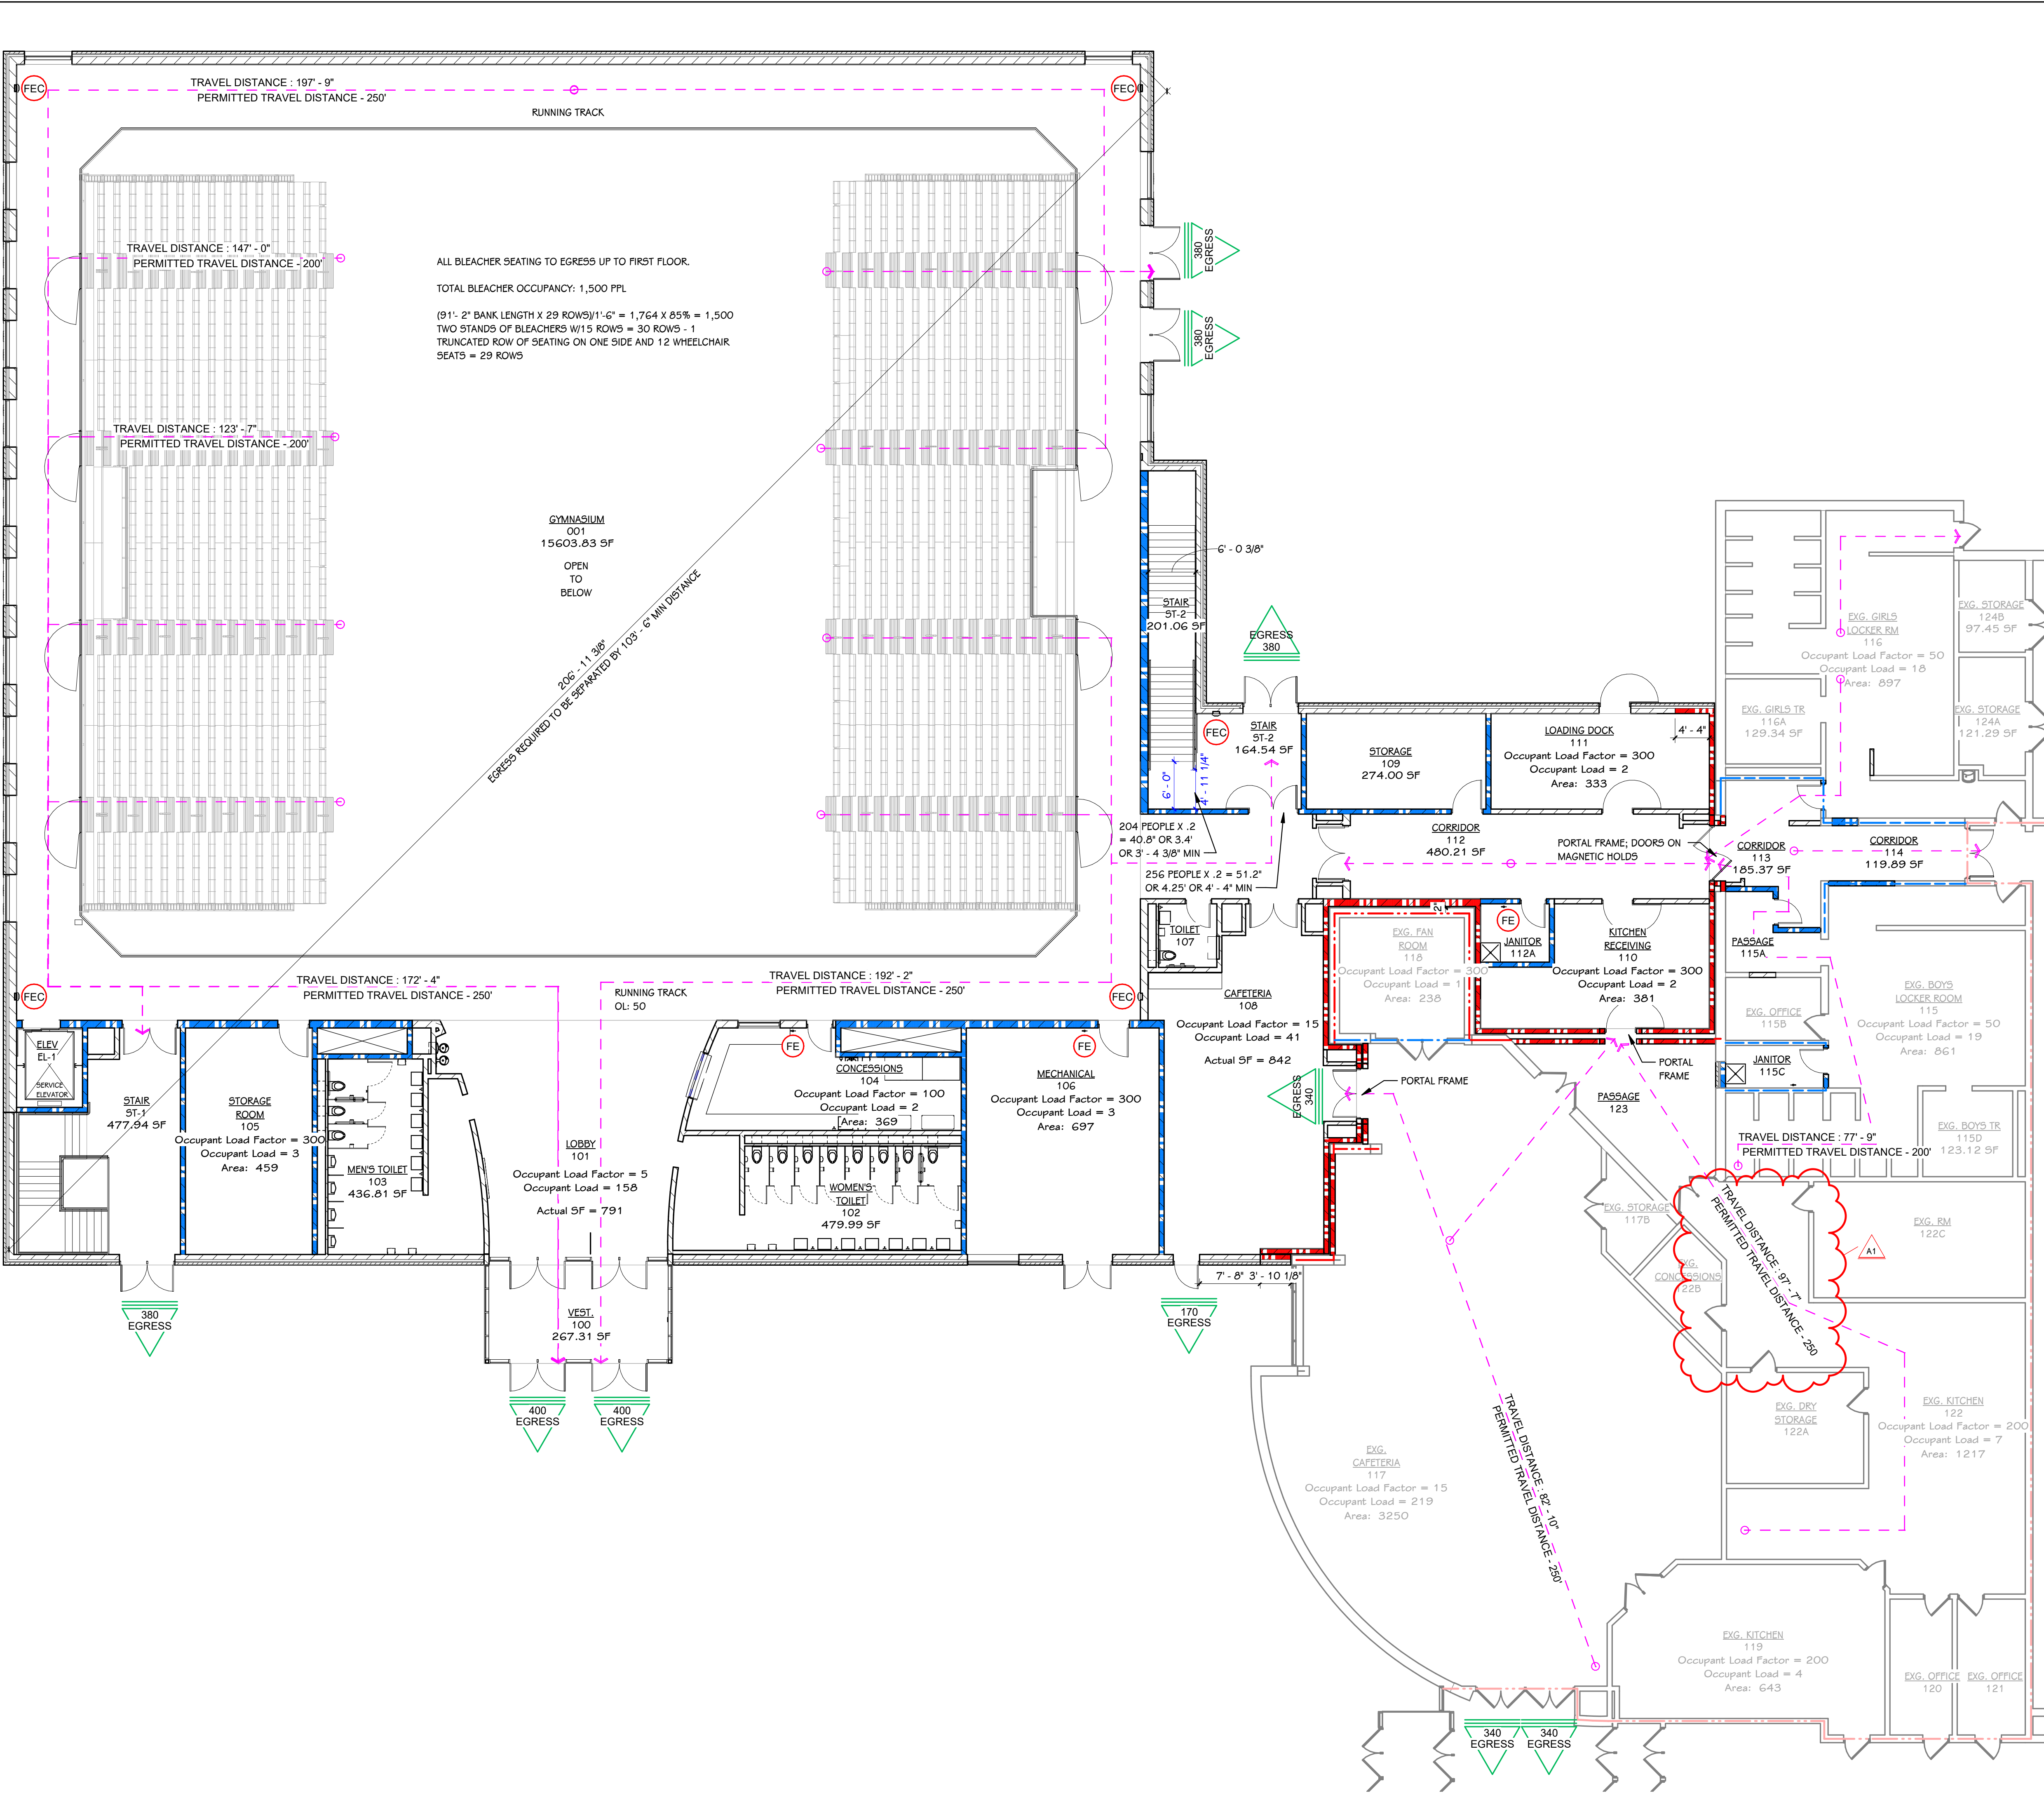 TRAVEL DISTANCE : 197' - 9"
PERMITTED TRAVEL DISTANCE - 250'
FEC
FEC
RUNNING TRACK
TRAVEL DISTANCE : 147' - 0"
PERMITTED TRAVEL DISTANCE - 200'
ALL BLEACHER SEATING TO EGRESS UP TO FIRST FLOOR.
TOTAL BLEACHER OCCUPANCY: 1,500 PPL
(91'- 2" BANK LENGTH X 29 ROWS)/1'-6" = 1,764 X 85% = 1,500
TWO STANDS OF BLEACHERS W/15 ROWS = 30 ROWS - 1
TRUNCATED ROW OF SEATING ON ONE SIDE AND 12 WHEELCHAIR
SEATS = 29 ROWS
380
EGRESS
380
EGRESS
TRAVEL DISTANCE : 123' - 7"
PERMITTED TRAVEL DISTANCE - 200'
GYMNASIUM
001
15603.83 SF
OPEN
TO
BELOW
206' - 11 3/8"
EGRESS REQUIRED TO BE SEPARATED BY 103' - 6" MIN DISTANCE
6' - 0 3/8"
STAIR
ST-2
201.06 SF
EGRESS
380
FEC
STAIR
ST-2
164.54 SF
6' - 0"
4' - 11 1/4"
STORAGE
109
274.00 SF
LOADING DOCK
111
Occupant Load Factor = 300
Occupant Load = 2
Area: 333
4' - 4"
EXG. GIRLS
LOCKER RM
116
Occupant Load Factor = 50
Occupant Load = 18
Area: 897
EXG. STORAGE
124B
97.45 SF
EXG. GIRLS TR
116A
129.34 SF
EXG. STORAGE
124A
121.29 SF
204 PEOPLE X .2
= 40.8" OR 3.4'
OR 3' - 4 3/8" MIN
256 PEOPLE X .2 = 51.2"
OR 4.25' OR 4' - 4" MIN
CORRIDOR
112
480.21 SF
PORTAL FRAME; DOORS ON
MAGNETIC HOLDS
CORRIDOR
113
185.37 SF
CORRIDOR
114
119.89 SF
TOILET
107
EXG. FAN
ROOM
118
Occupant Load Factor = 300
Occupant Load = 1
Area: 238
2"
FE
JANITOR
112A
KITCHEN
RECEIVING
110
Occupant Load Factor = 300
Occupant Load = 2
Area: 381
PASSAGE
115A
EXG. OFFICE
115B
EXG. BOYS
LOCKER ROOM
115
Occupant Load Factor = 50
Occupant Load = 19
Area: 861
FEC
TRAVEL DISTANCE : 172' - 4"
PERMITTED TRAVEL DISTANCE - 250'
RUNNING TRACK
OL: 50
TRAVEL DISTANCE : 192' - 2"
PERMITTED TRAVEL DISTANCE - 250'
FEC
CAFETERIA
108
Occupant Load Factor = 15
Occupant Load = 41
Actual SF = 842
ELEV
EL-1
SERVICE
ELEVATOR
STAIR
ST-1
477.94 SF
STORAGE
ROOM
105
Occupant Load Factor = 300
Occupant Load = 3
Area: 459
MEN'S TOILET
103
436.81 SF
LOBBY
101
Occupant Load Factor = 5
Occupant Load = 158
Actual SF = 791
FE
CONCESSIONS
104
Occupant Load Factor = 100
Occupant Load = 2
Area: 369
WOMEN'S
TOILET
102
479.99 SF
FE
MECHANICAL
106
Occupant Load Factor = 300
Occupant Load = 3
Area: 697
EGRESS
340
PORTAL FRAME
PORTAL
FRAME
PASSAGE
123
JANITOR
115C
EXG. BOYS TR
115D
123.12 SF
TRAVEL DISTANCE : 77' - 9"
PERMITTED TRAVEL DISTANCE - 200'
EXG. STORAGE
117B
TRAVEL DISTANCE : 97' - 7"
PERMITTED TRAVEL DISTANCE - 250
EXG. RM
122C
A1
EXG.
CONCESSIONS
122B
7' - 8"
3' - 10 1/8"
VEST.
100
267.31 SF
380
EGRESS
170
EGRESS
400
EGRESS
400
EGRESS
EXG. DRY
STORAGE
122A
EXG. KITCHEN
122
Occupant Load Factor = 200
Occupant Load = 7
Area: 1217
EXG.
CAFETERIA
117
Occupant Load Factor = 15
Occupant Load = 219
Area: 3250
TRAVEL DISTANCE : 82' - 10"
PERMITTED TRAVEL DISTANCE - 250'
EXG. KITCHEN
119
Occupant Load Factor = 200
Occupant Load = 4
Area: 643
EXG. OFFICE
120
EXG. OFFICE
121
340
EGRESS
340
EGRESS